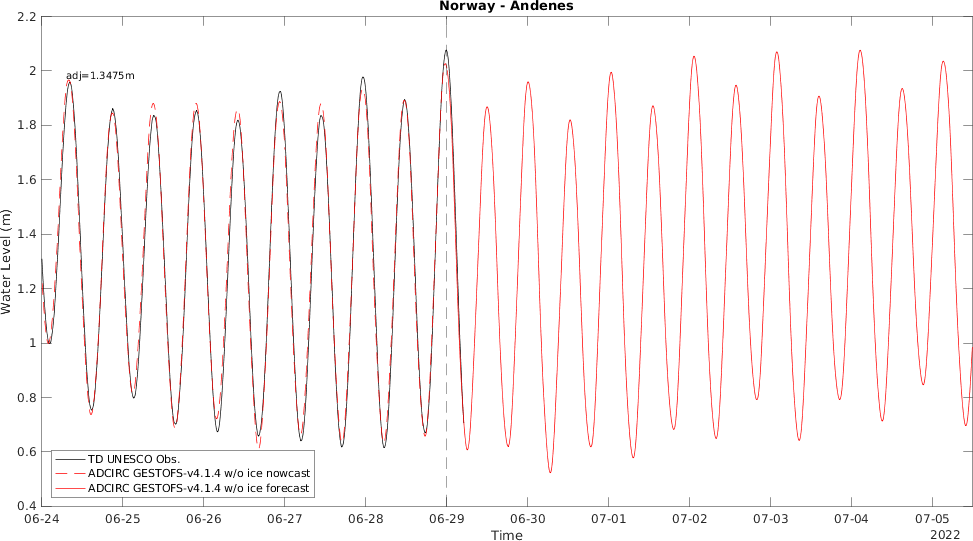 Norway - Andenes
2.2
2
1.8
1.6
1.4
1.2
1
0.8
0.6
0.4
Water Level (m)
adj=1.3475m
TD UNESCO Obs.
ADCIRC GESTOFS-v4.1.4 w/o ice nowcast
ADCIRC GESTOFS-v4.1.4 w/o ice forecast
06-24 06-25 06-26 06-27 06-28 06-29 06-30 07-01 07-02 07-03 07-04 07-05
Time
2022